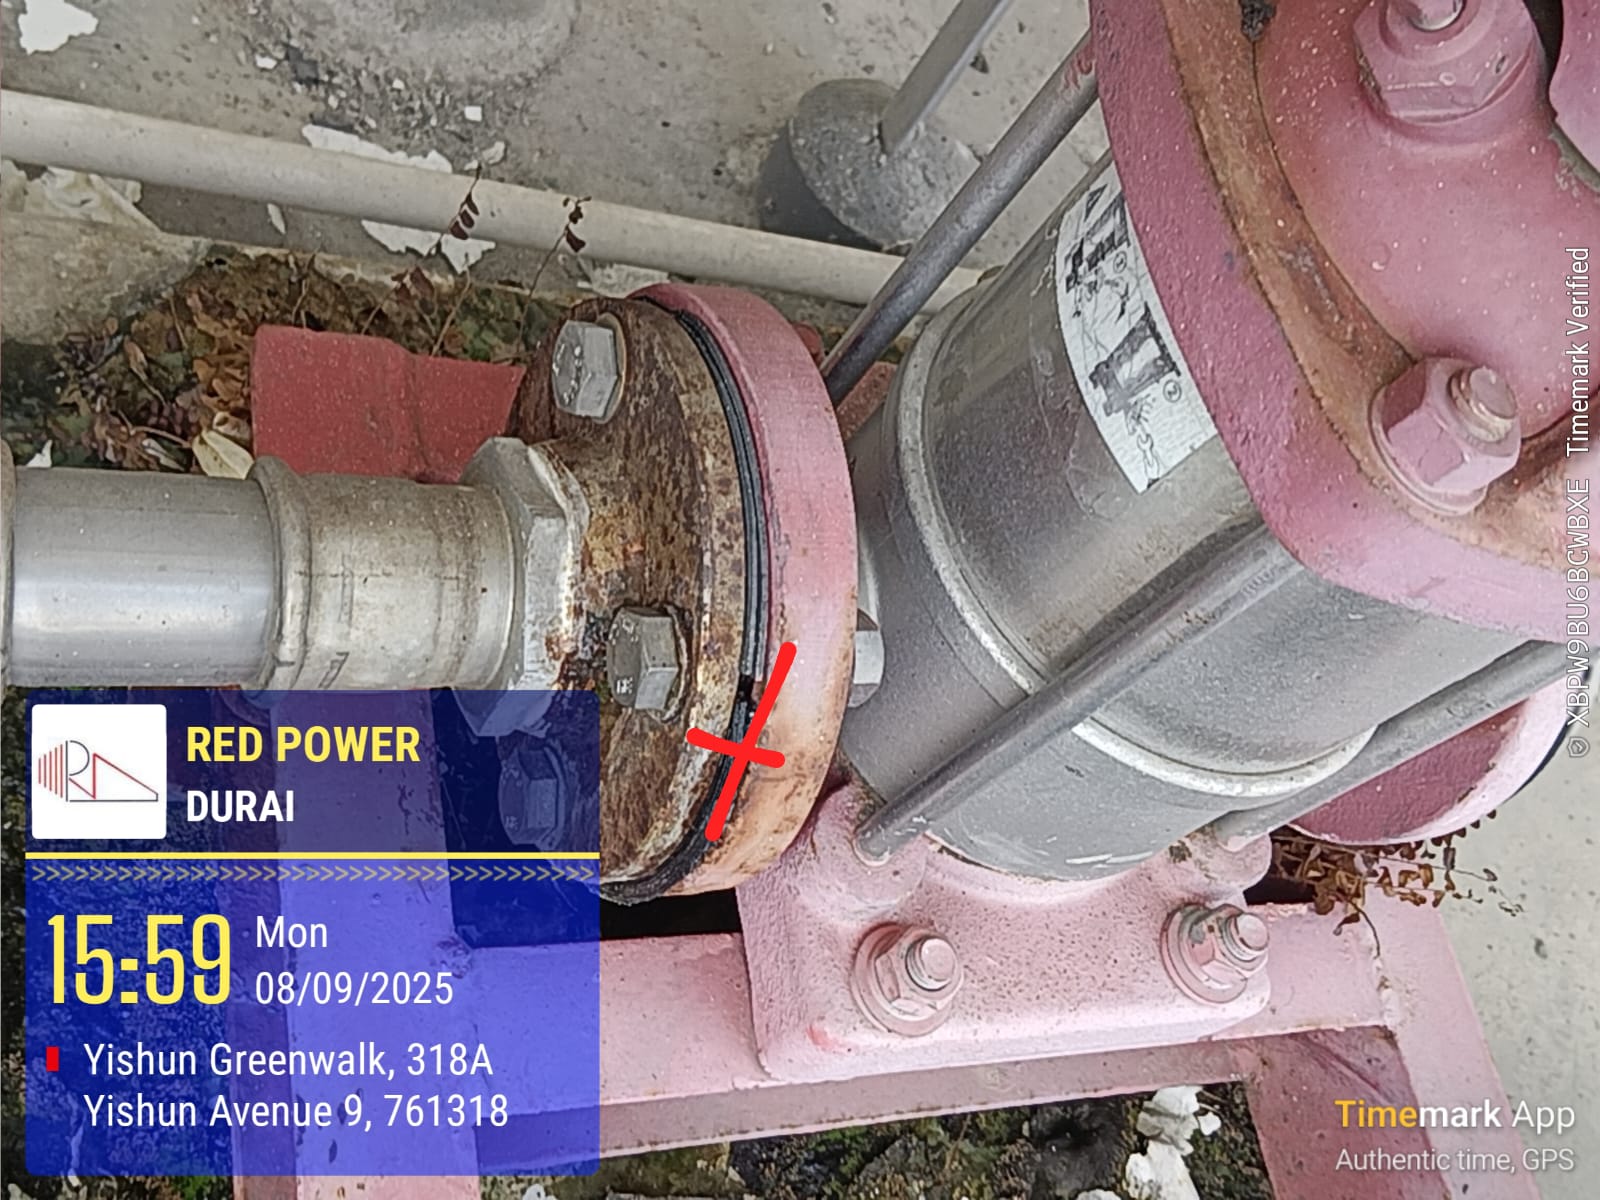 RED POWER
DURAI
>>>>>>>>>>>>>>>>>>>>>>>>>>>>>>>>>>>>>>>>>>
15:59
Mon
08/09/2025
Yishun Greenwalk, 318A
Yishun Avenue 9, 761318
XBPW9BU6BCWBXE Timemark Verified
Timemark App
Authentic time, GPS